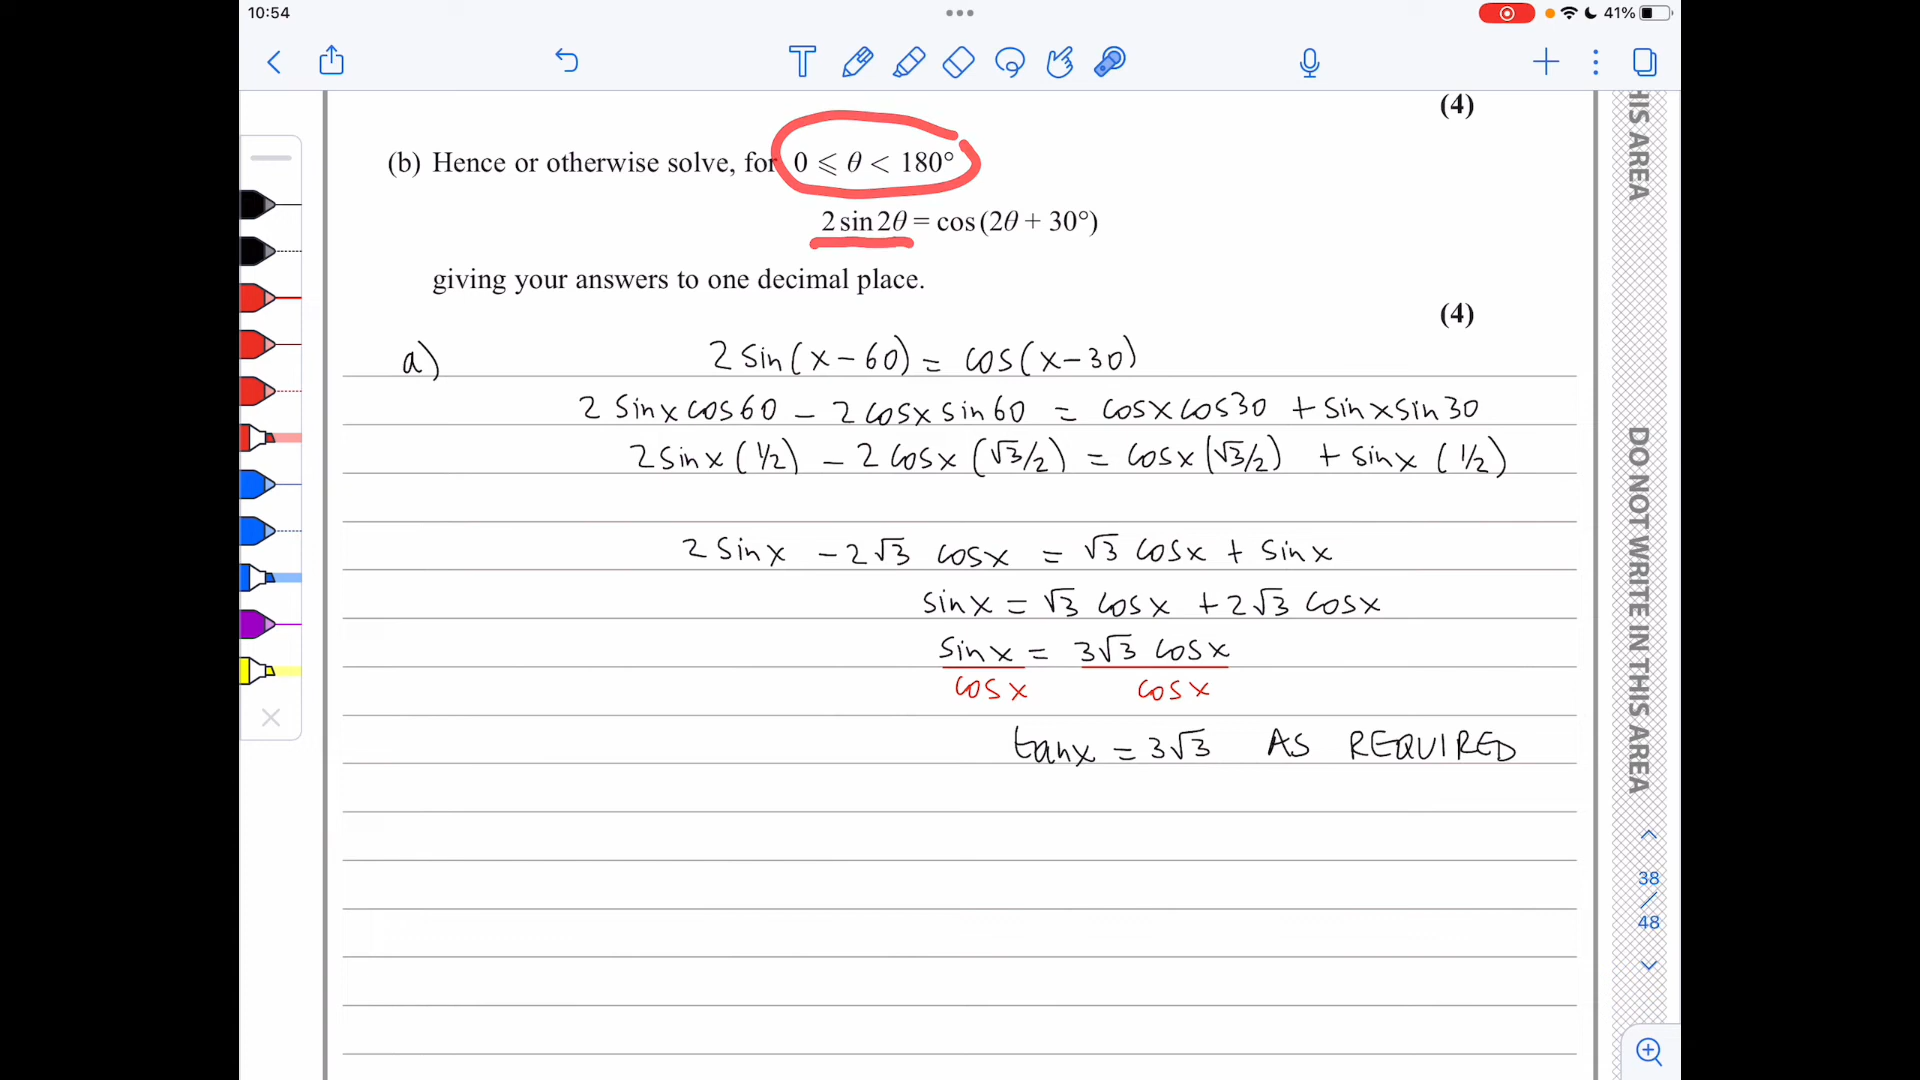 10:54
41%
(4)
(b) Hence or otherwise solve, for 0 ⩽ θ < 180°
2 sin 2θ = cos (2θ + 30°)
giving your answers to one decimal place.
(4)
a) 2 sin(x - 60) = cos(x - 30)
2 sinx cos60 - 2 cosx sin60 = cosx cos30 + sinx sin30
2 sinx (1/2) - 2 cosx (√3/2) = cosx (√3/2) + sinx (1/2)
2 sinx - 2√3 cosx = √3 cosx + sinx
sinx = √3 cosx + 2√3 cosx
sinx = 3√3 cosx
cosx cosx
tanx = 3√3 AS REQUIRED
HIS AREA
DO NOT WRITE IN THIS AREA
38
/
48